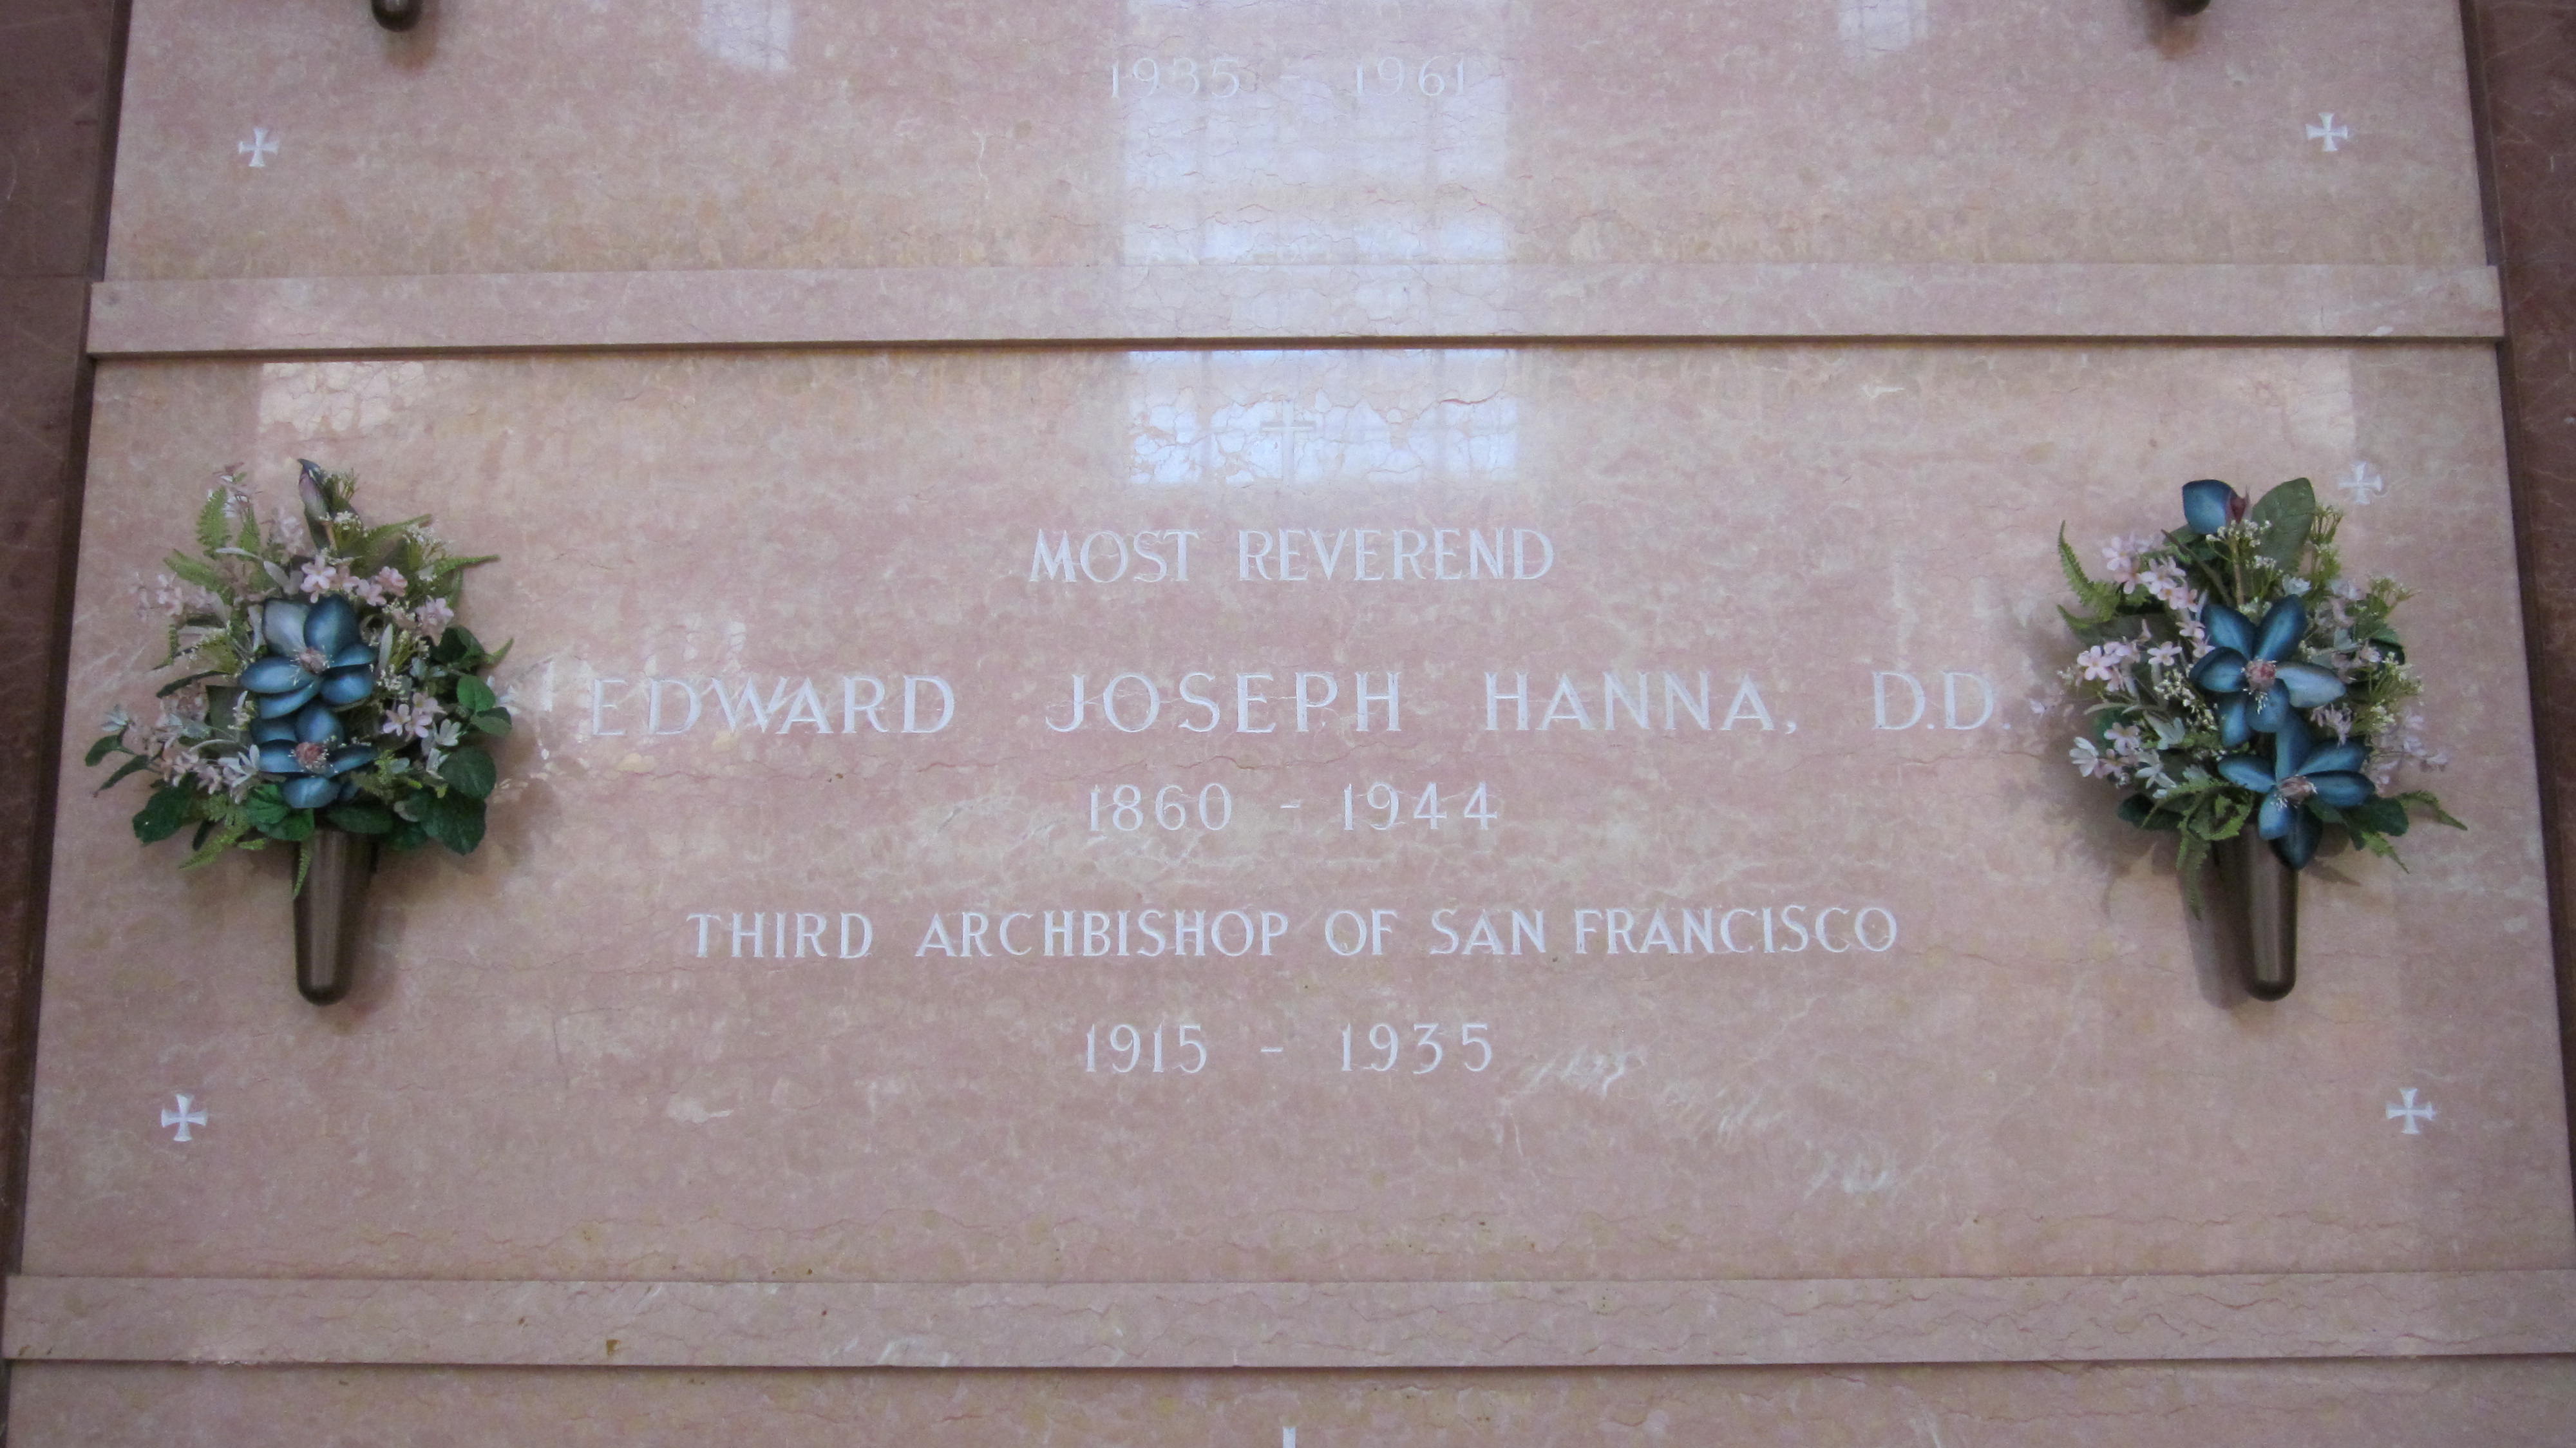 1935 - 1961
MOST REVEREND
EDWARD JOSEPH HANNA, D.D.
1860 - 1944
THIRD ARCHBISHOP OF SAN FRANCISCO
1915 - 1935